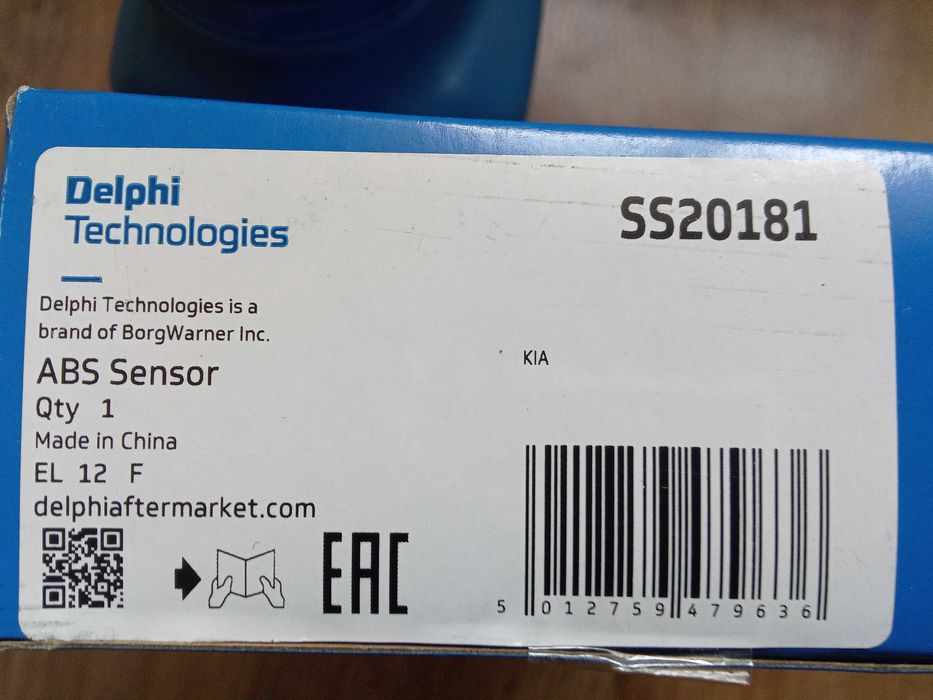 Delphi
Technologies
SS20181
Delphi Technologies is a
brand of BorgWarner Inc.
KIA
ABS Sensor
Qty 1
Made in China
EL 12 F
delphiaftermarket.com
EAC
5 012759 479636